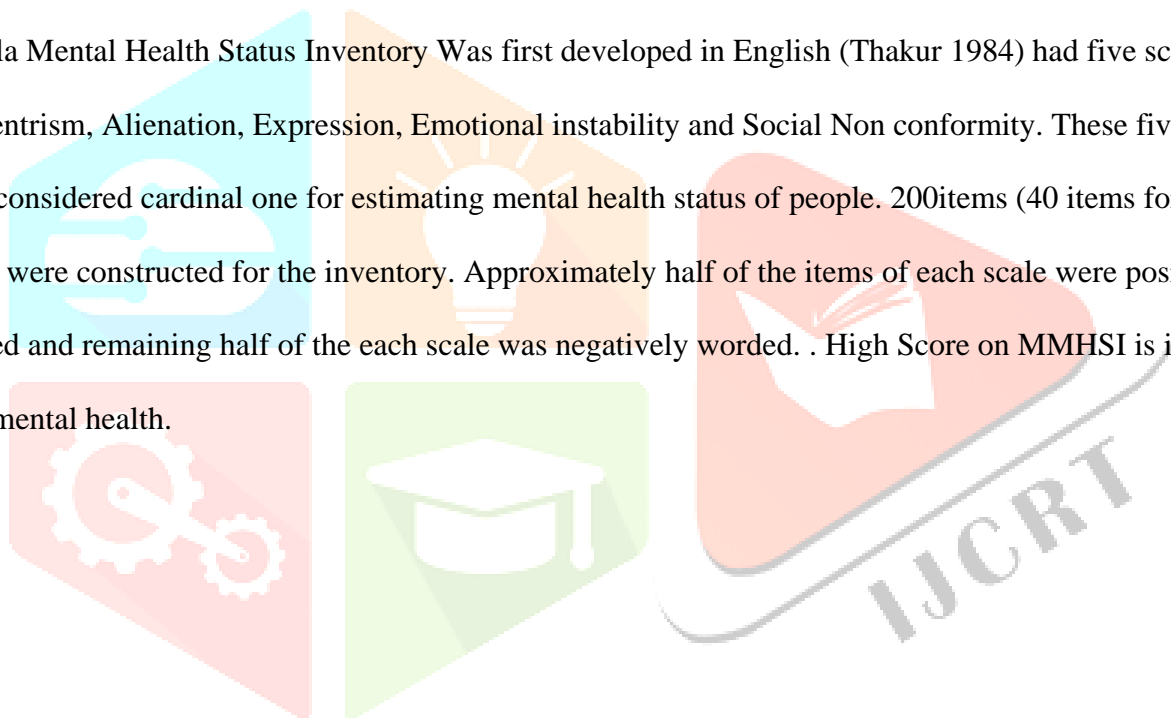 la Mental Health Status Inventory Was first developed in English (Thakur 1984) had five sc
entrism, Alienation, Expression, Emotional instability and Social Non conformity. These fiv
considered cardinal one for estimating mental health status of people. 200items (40 items fo
were constructed for the inventory. Approximately half of the items of each scale were posi
ed and remaining half of the each scale was negatively worded. . High Score on MMHSI is i
mental health.
IJCRT